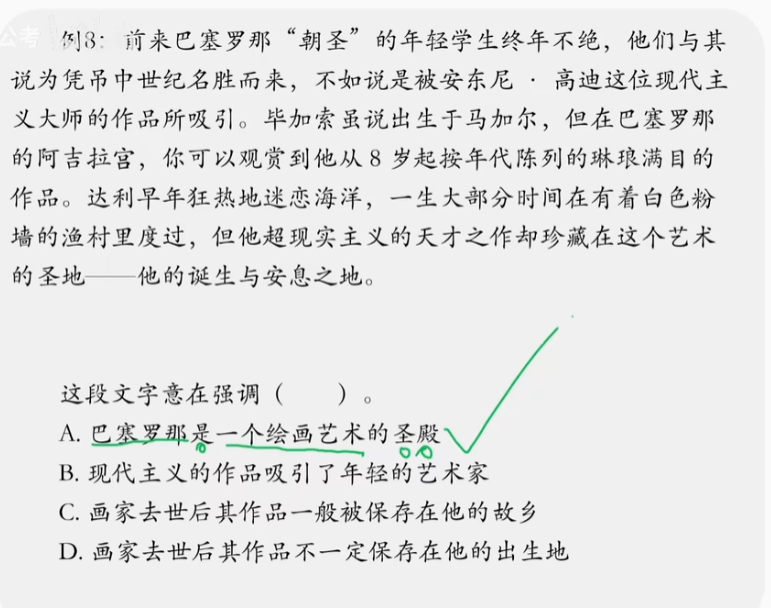 公考
例8：前来巴塞罗那“朝圣”的年轻学生终年不绝，他们与其
说为凭吊中世纪名胜而来，不如说是被安东尼·高迪这位现代主
义大师的作品所吸引。毕加索虽说出生于马加尔，但在巴塞罗那
的阿吉拉宫，你可以观赏到他从8岁起按年代陈列的琳琅满目的
作品。达利早年狂热地迷恋海洋，一生大部分时间在有着白色粉
墙的渔村里度过，但他超现实主义的天才之作却珍藏在这个艺术
的圣地——他的诞生与安息之地。
这段文字意在强调（　　）。
A. 巴塞罗那是一个绘画艺术的圣殿
B. 现代主义的作品吸引了年轻的艺术家
C. 画家去世后其作品一般被保存在他的故乡
D. 画家去世后其作品不一定保存在他的出生地